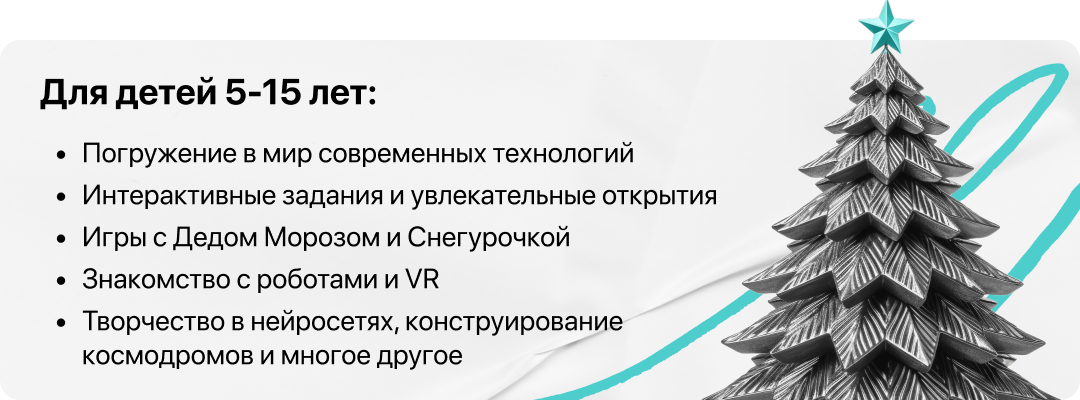 Для детей 5-15 лет:
• Погружение в мир современных технологий
• Интерактивные задания и увлекательные открытия
• Игры с Дедом Морозом и Снегурочкой
• Знакомство с роботами и VR
• Творчество в нейросетях, конструирование
космодромов и многое другое